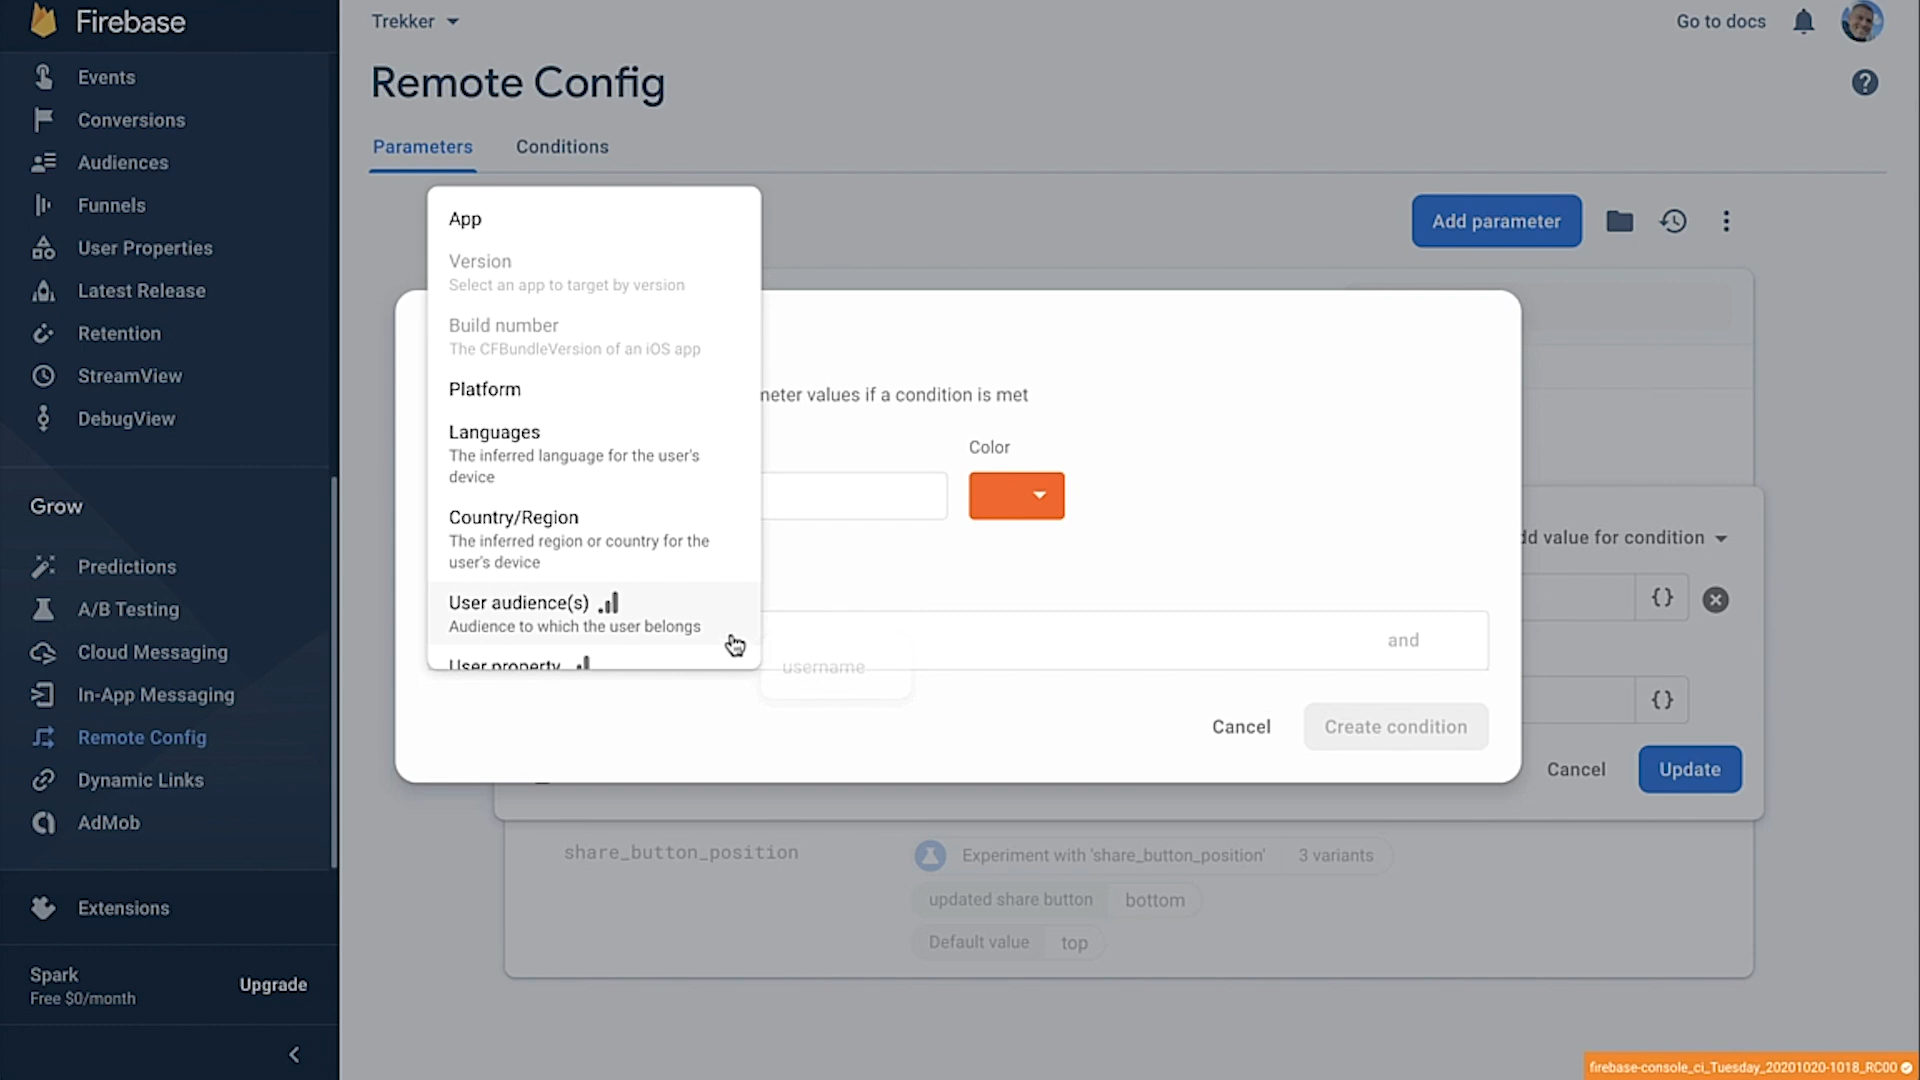 Firebase
Events
Conversions
Audiences
Funnels
User Properties
Latest Release
Retention
StreamView
DebugView
Grow
Predictions
A/B Testing
Cloud Messaging
In-App Messaging
Remote Config
Dynamic Links
AdMob
Extensions
Spark
Free $0/month
Upgrade
Trekker
Go to docs
Remote Config
Parameters Conditions
Add parameter
App
Version
Select an app to target by version
Build number
The CFBundleVersion of an iOS app
Platform
Languages
The inferred language for the user's
device
Country/Region
The inferred region or country for the
user's device
User audience(s)
Audience to which the user belongs
User property
meter values if a condition is met
Color
and
username
Cancel
Create condition
dd value for condition
{}
{}
Cancel
Update
share_button_position
Experiment with 'share_button_position' 3 variants
updated share button bottom
Default value top
firebase-console_ci_Tuesday_20201020-1018_RC00